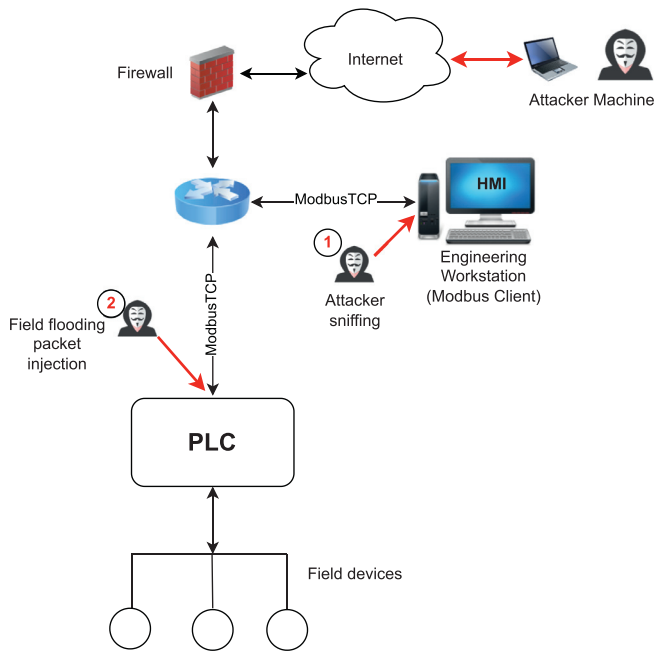 Internet
Firewall
Attacker Machine
ModbusTCP
HMI
1
Engineering
Workstation
(Modbus Client)
Attacker
sniffing
2
Field flooding
packet
injection
ModbusTCP
PLC
Field devices